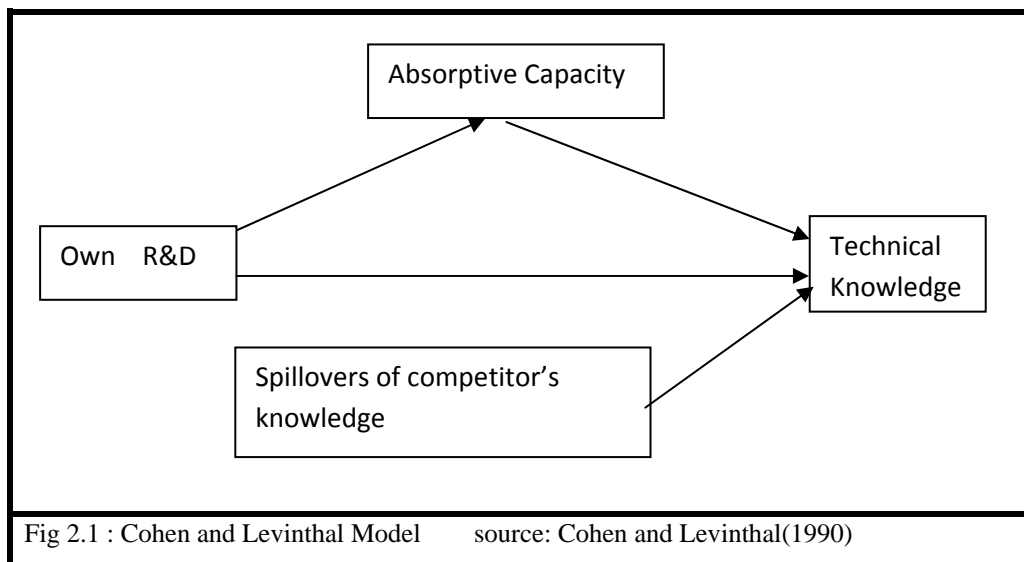 Absorptive Capacity
Own R&D
Technical
Knowledge
Spillovers of competitor’s
knowledge
Fig 2.1 : Cohen and Levinthal Model source: Cohen and Levinthal(1990)